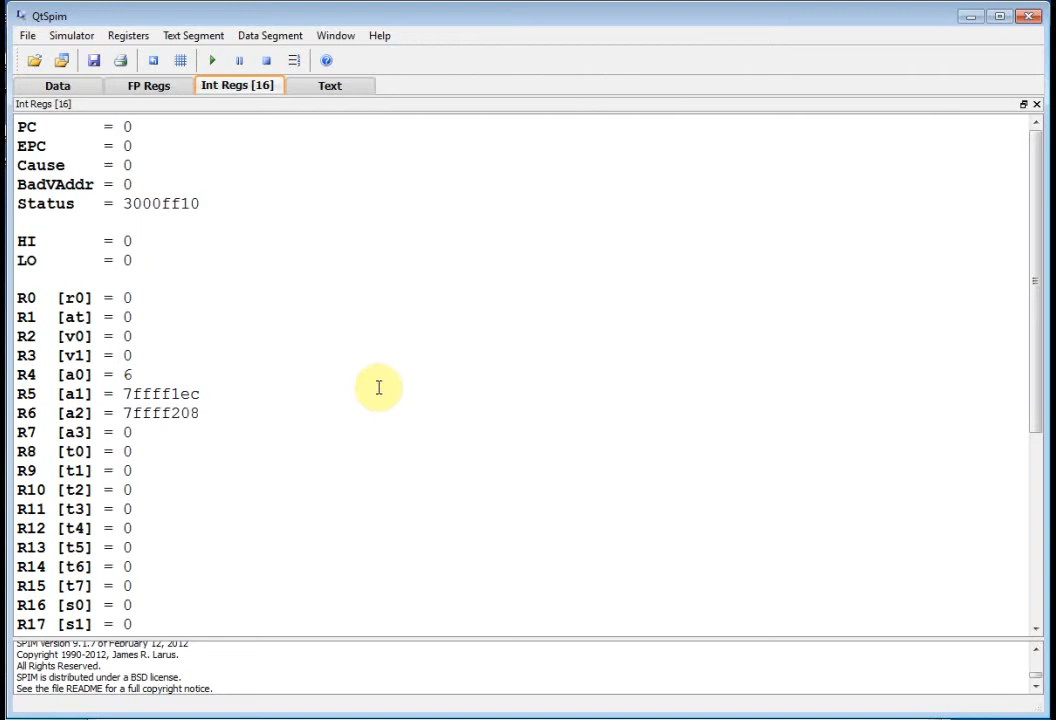 QtSpim
File Simulator Registers Text Segment Data Segment Window Help
Data FP Regs Int Regs [16] Text
Int Regs [16]
PC = 0
EPC = 0
Cause = 0
BadVAddr = 0
Status = 3000ff10
HI = 0
LO = 0
R0 [r0] = 0
R1 [at] = 0
R2 [v0] = 0
R3 [v1] = 0
R4 [a0] = 6
R5 [a1] = 7ffff1ec
R6 [a2] = 7ffff208
R7 [a3] = 0
R8 [t0] = 0
R9 [t1] = 0
R10 [t2] = 0
R11 [t3] = 0
R12 [t4] = 0
R13 [t5] = 0
R14 [t6] = 0
R15 [t7] = 0
R16 [s0] = 0
R17 [s1] = 0
SPIM Version 9.1.7 of February 12, 2012
Copyright 1990-2012, James R. Larus.
All Rights Reserved.
SPIM is distributed under a BSD license.
See the file README for a full copyright notice.